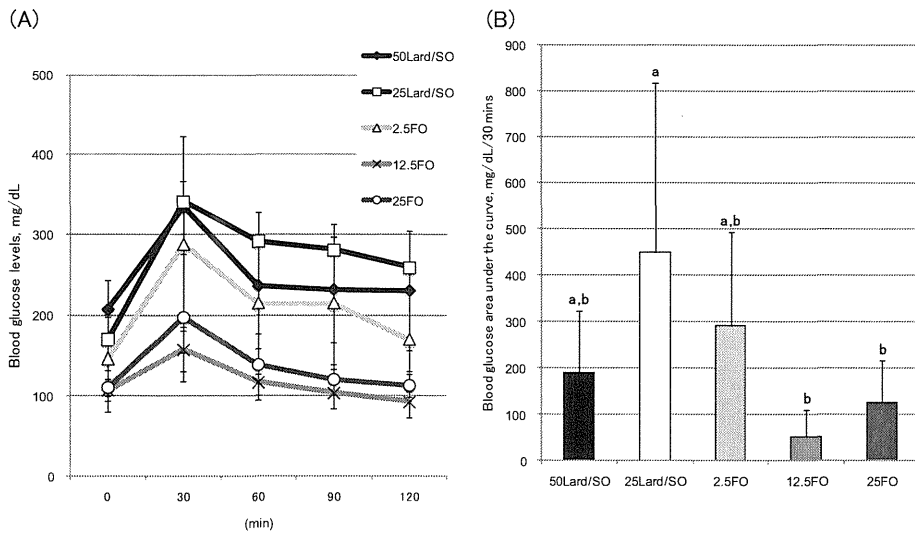 (A)
50Lard/SO
25Lard/SO
2.5FO
12.5FO
25FO
Blood glucose levels, mg/dL
500
400
300
200
100
0
0 30 60 90 120
(min)
(B)
Blood glucose area under the curve, mg/dL/30 mins
900
800
700
600
500
400
300
200
100
0
a,b
a
a,b
b
b
50Lard/SO 25Lard/SO 2.5FO 12.5FO 25FO